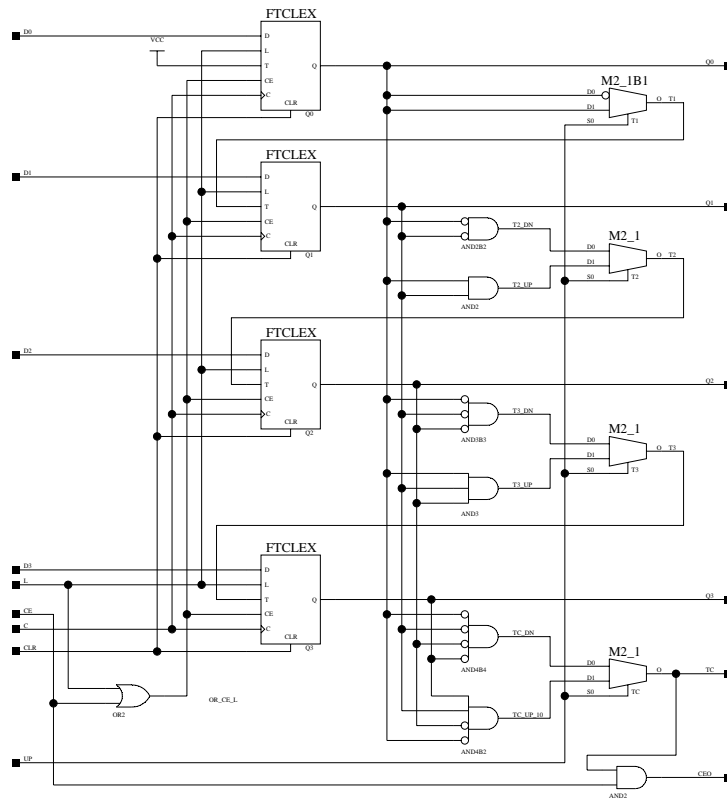 FTCLEX
D0
VCC
D
L
T
Q
Q0
CE
C
CLR
Q0
M2_1B1
D0
O
T1
D1
S0
T1
FTCLEX
D1
D
L
T
Q
Q1
CE
C
CLR
Q1
T2_DN
AND2B2
M2_1
D0
O
T2
D1
S0
T2
T2_UP
AND2
FTCLEX
D2
D
L
T
Q
Q2
CE
C
CLR
Q2
T3_DN
AND3B3
M2_1
D0
O
T3
D1
S0
T3
T3_UP
AND3
FTCLEX
D3
D
L
L
T
Q
Q3
CE
CE
C
C
CLR
CLR
Q3
TC_DN
AND4B4
M2_1
D0
O
TC
D1
S0
TC
TC_UP_10
AND4B2
OR2
OR_CE_L
UP
CEO
AND2